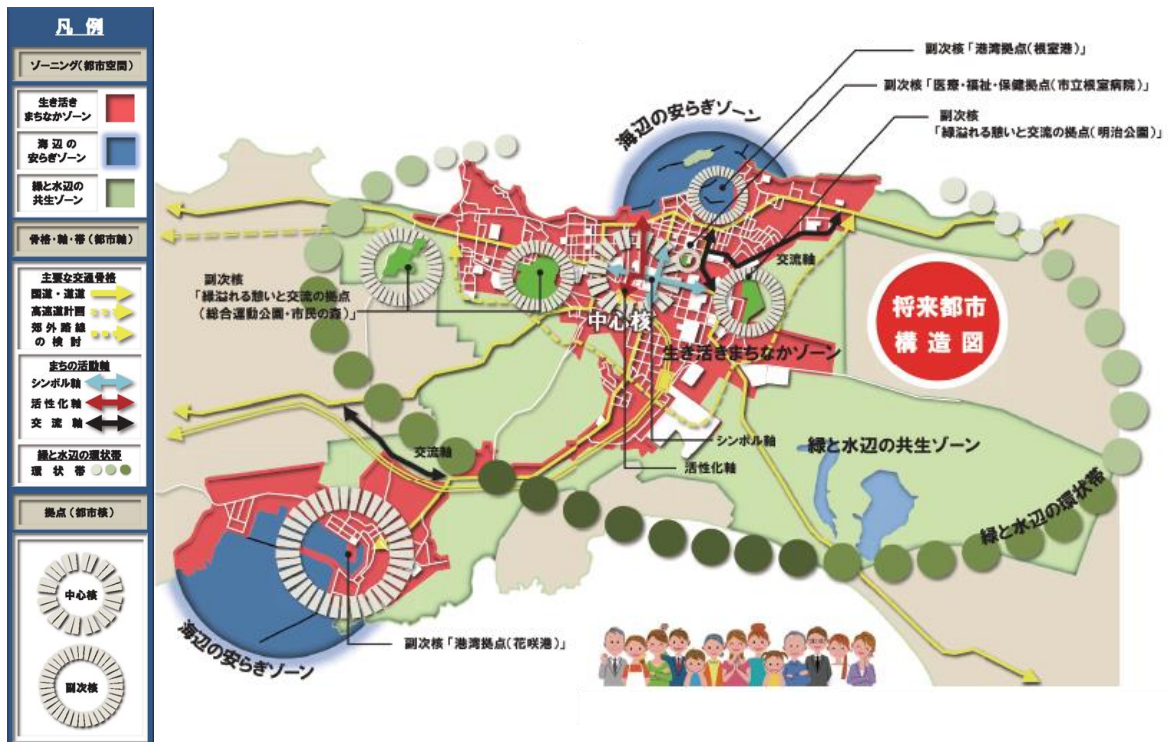 凡例
ゾーニング(都市空間)
生き活き
まちなかゾーン
海辺の
安らぎゾーン
緑と水辺の
共生ゾーン
骨格・軸・帯(都市軸)
主要な交通骨格
国道・道道
高速道計画
郊外路線
の検討
まちの活動軸
シンボル軸
活性化軸
交流軸
緑と水辺の環状帯
環状帯
拠点(都市核)
中心核
副次核
副次核「港湾拠点(根室港)」
副次核「医療・福祉・保健拠点(市立根室病院)」
副次核
「緑溢れる憩いと交流の拠点(明治公園)」
海辺の安らぎゾーン
交流軸
副次核
「緑溢れる憩いと交流の拠点
(総合運動公園・市民の森)」
中心核
生き活きまちなかゾーン
将来都市
構造図
シンボル軸
活性化軸
交流軸
緑と水辺の共生ゾーン
緑と水辺の環状帯
海辺の安らぎゾーン
副次核「港湾拠点(花咲港)」